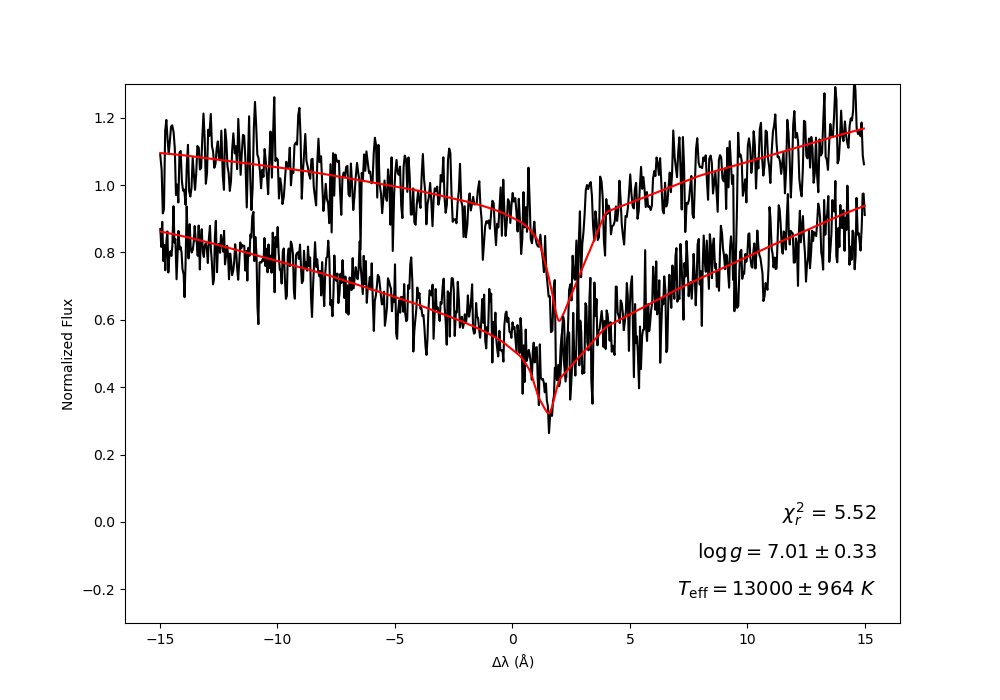 1.2
1.0
0.8
0.6
0.4
0.2
0.0
−0.2
Normalized Flux
χ²ᵣ = 5.52
log g = 7.01 ± 0.33
T_eff = 13000 ± 964 K
−15 −10 −5 0 5 10 15
Δλ (Å)